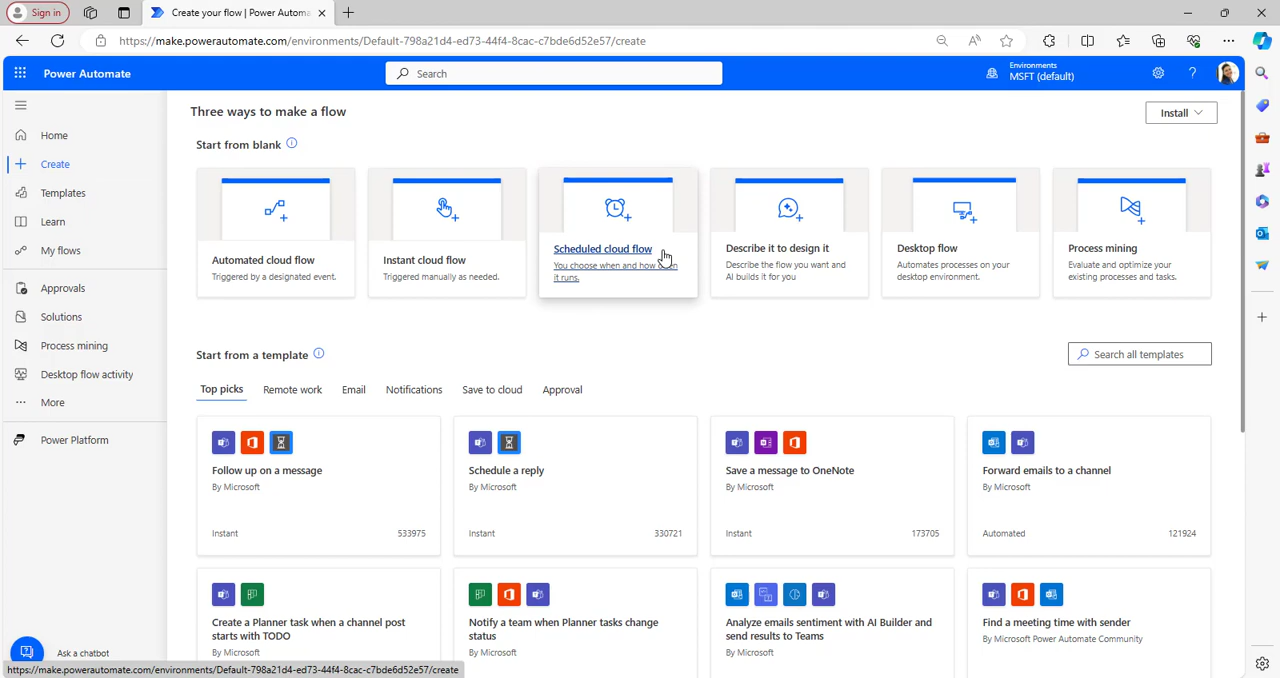 Sign in
Create your flow | Power Automa
https://make.powerautomate.com/environments/Default-798a21d4-ed73-44f4-8cac-c7bde6d52e57/create
Power Automate
Search
Environments
MSFT (default)
Home
Create
Templates
Learn
My flows
Approvals
Solutions
Process mining
Desktop flow activity
More
Power Platform
Ask a chatbot
Three ways to make a flow
Install
Start from blank
Automated cloud flow
Triggered by a designated event.
Instant cloud flow
Triggered manually as needed.
Scheduled cloud flow
You choose when and how often
it runs.
Describe it to design it
Describe the flow you want and
AI builds it for you
Desktop flow
Automates processes on your
desktop environment.
Process mining
Evaluate and optimize your
existing processes and tasks.
Start from a template
Search all templates
Top picks
Remote work
Email
Notifications
Save to cloud
Approval
Follow up on a message
By Microsoft
Instant
533975
Schedule a reply
By Microsoft
Instant
330721
Save a message to OneNote
By Microsoft
Instant
173705
Forward emails to a channel
By Microsoft
Automated
121924
Create a Planner task when a channel post
starts with TODO
By Microsoft
Notify a team when Planner tasks change
status
By Microsoft
Analyze emails sentiment with AI Builder and
send results to Teams
By Microsoft
Find a meeting time with sender
By Microsoft Power Automate Community
https://make.powerautomate.com/environments/Default-798a21d4-ed73-44f4-8cac-c7bde6d52e57/create